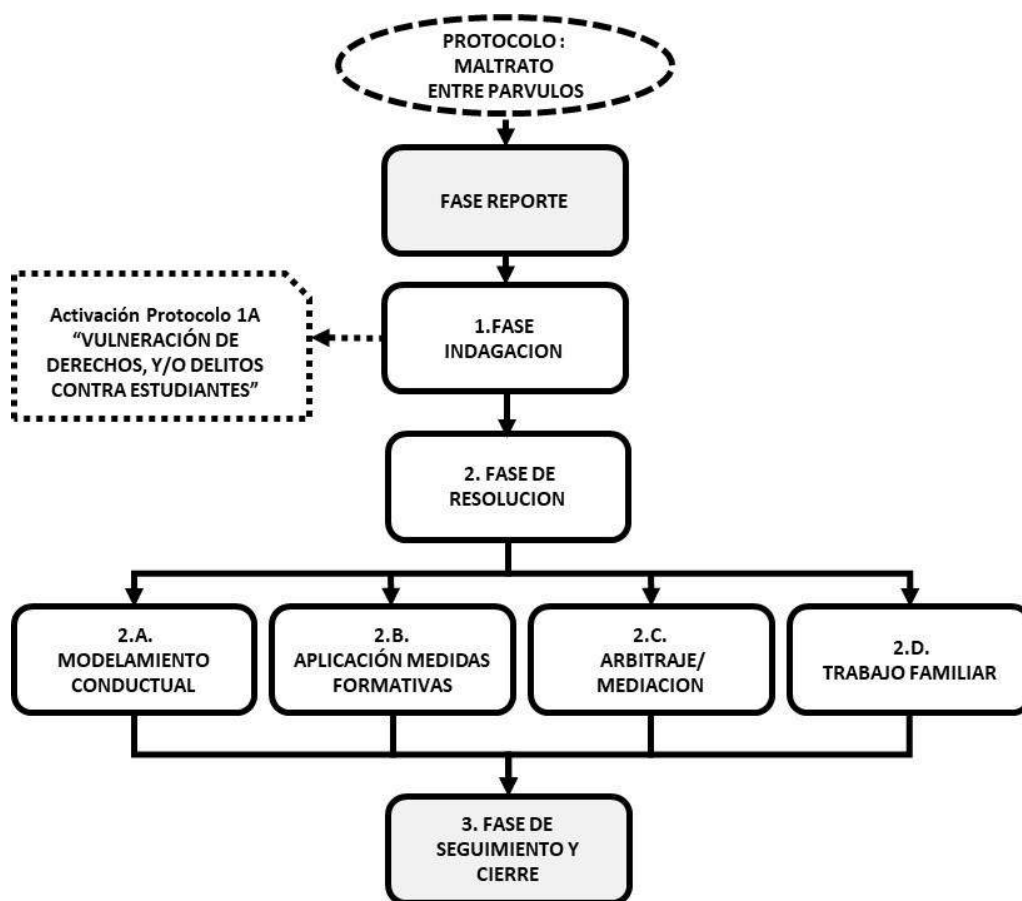 PROTOCOLO :
MALTRATO
ENTRE PARVULOS
FASE REPORTE
Activación Protocolo 1A
“VULNERACIÓN DE
DERECHOS, Y/O DELITOS
CONTRA ESTUDIANTES”
1.FASE
INDAGACION
2. FASE DE
RESOLUCION
2.A.
MODELAMIENTO
CONDUCTUAL
2.B.
APLICACIÓN MEDIDAS
FORMATIVAS
2.C.
ARBITRAJE/
MEDIACION
2.D.
TRABAJO FAMILIAR
3. FASE DE
SEGUIMIENTO Y
CIERRE